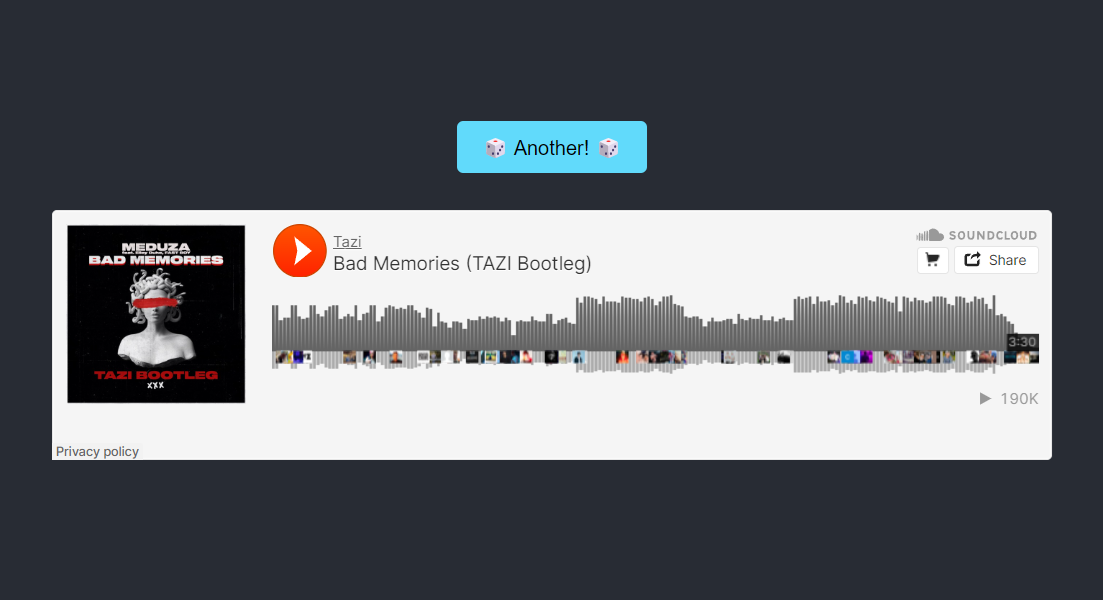 🎲 Another! 🎲
MEDUZA
BAD MEMORIES
TAZI BOOTLEG
XXX
Tazi
Bad Memories (TAZI Bootleg)
SOUNDCLOUD
Share
3:30
190K
Privacy policy